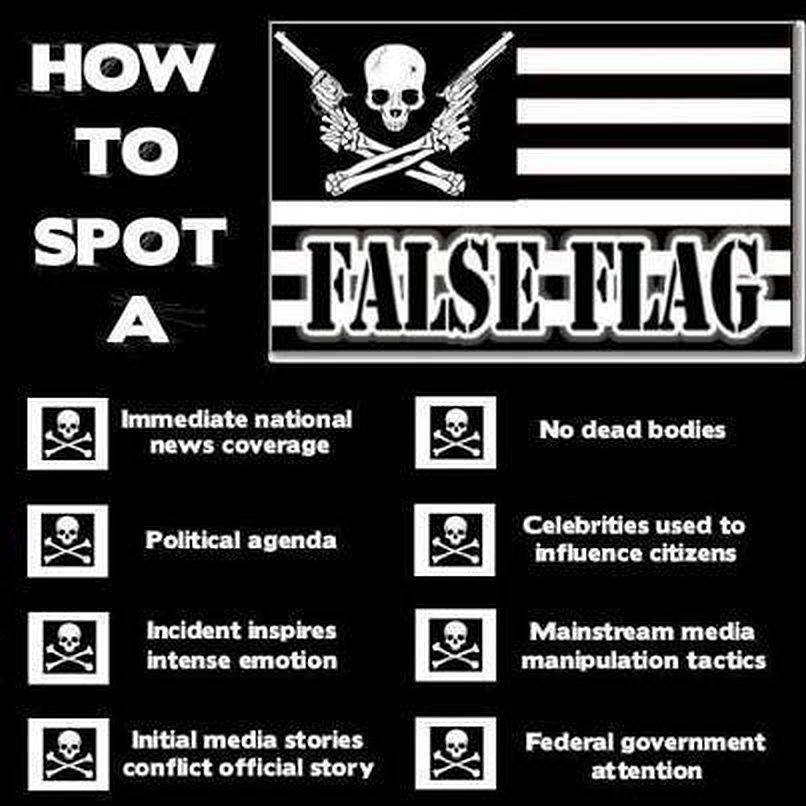 HOW
TO
SPOT
A
FALSE FLAG
Immediate national
news coverage
Political agenda
Incident inspires
intense emotion
Initial media stories
conflict official story
No dead bodies
Celebrities used to
influence citizens
Mainstream media
manipulation tactics
Federal government
attention